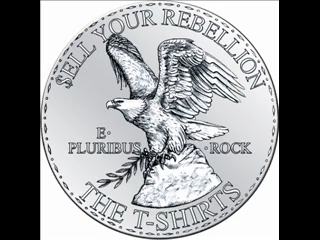 $ELL YOUR REBELLION
E·
PLURIBUS · ROCK
THE T-SHIRTS